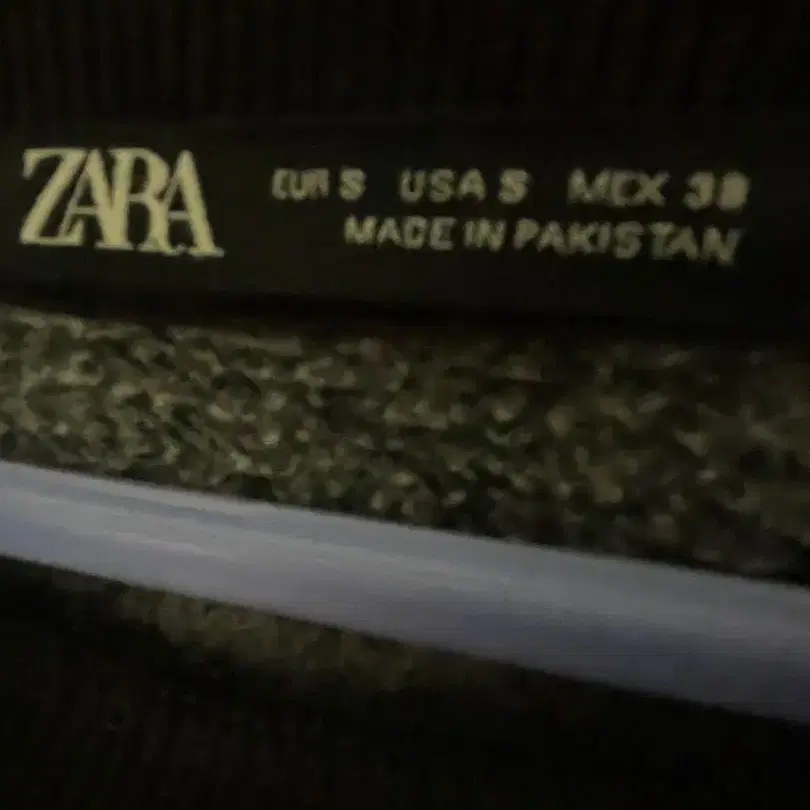 ZARA
EUR S USA S MEX 38
MADE IN PAKISTAN